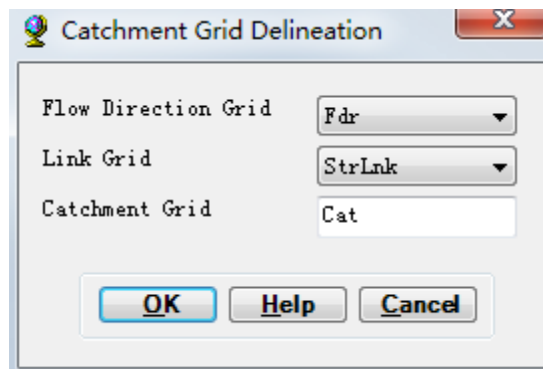 Catchment Grid Delineation
Flow Direction Grid Fdr
Link Grid StrLnk
Catchment Grid Cat
OK Help Cancel